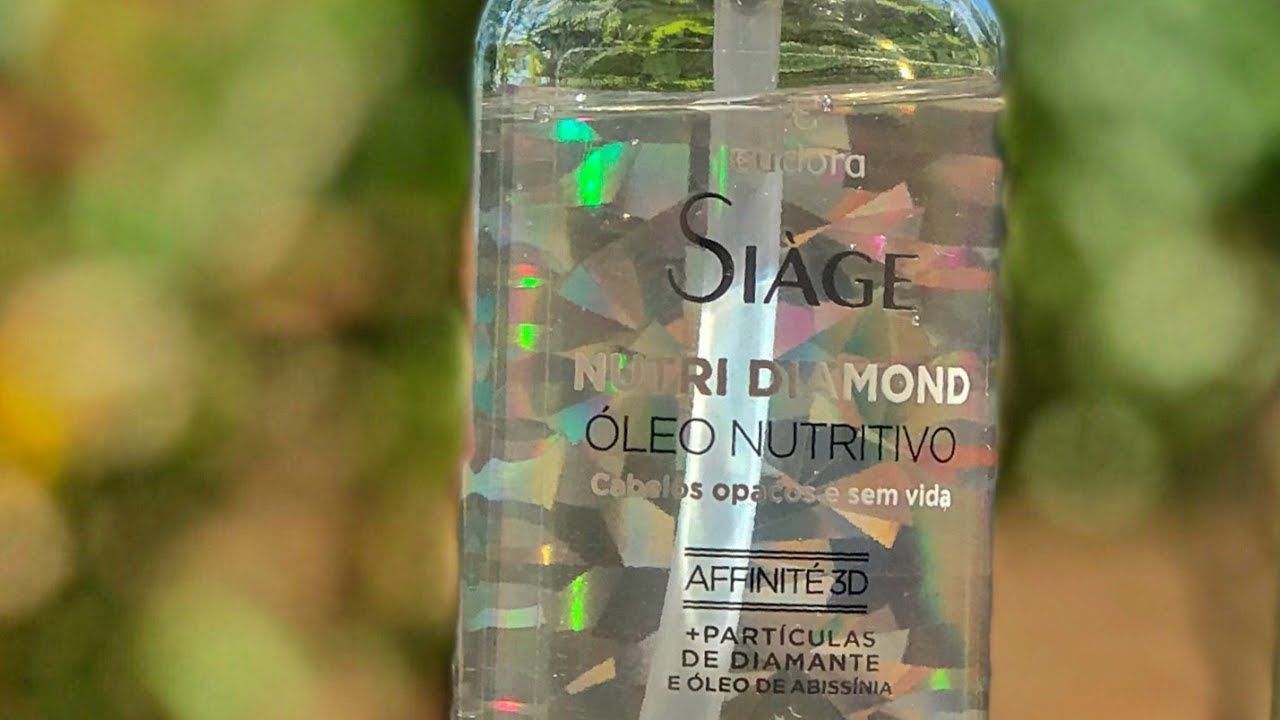 eudora
SIÀGE
NUTRI DIAMOND
ÓLEO NUTRITIVO
Cabelos opacos e sem vida
AFFINITÉ 3D
+PARTÍCULAS
DE DIAMANTE
E ÓLEO DE ABISSÍNIA